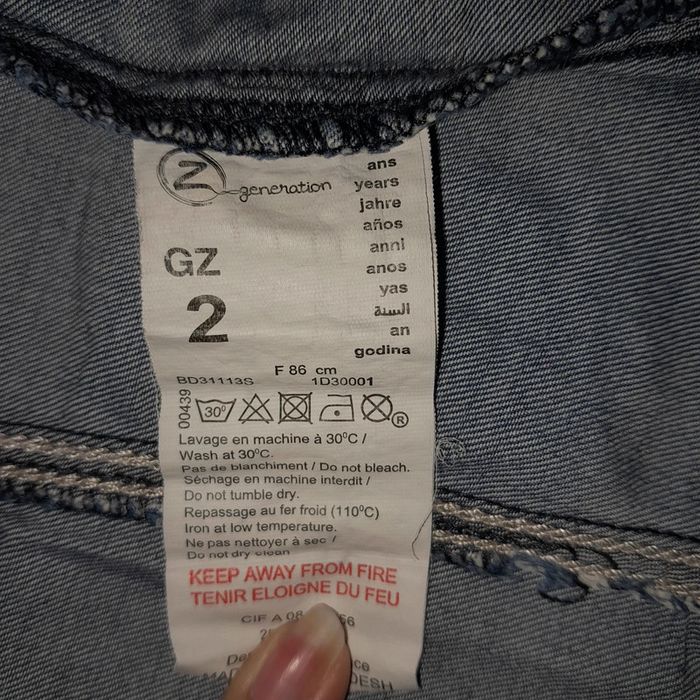 Z generation
ans
years
jahre
años
anni
anos
yas
السنة
an
godina
GZ
2
F 86 cm
BD31113S 1D30001
00439
30° R
Lavage en machine à 30°C /
Wash at 30°C.
Pas de blanchiment / Do not bleach.
Séchage en machine interdit /
Do not tumble dry.
Repassage au fer froid (110°C)
Iron at low temperature.
Ne pas nettoyer à sec /
Do not dry clean
KEEP AWAY FROM FIRE
TENIR ELOIGNE DU FEU
CIF A 08